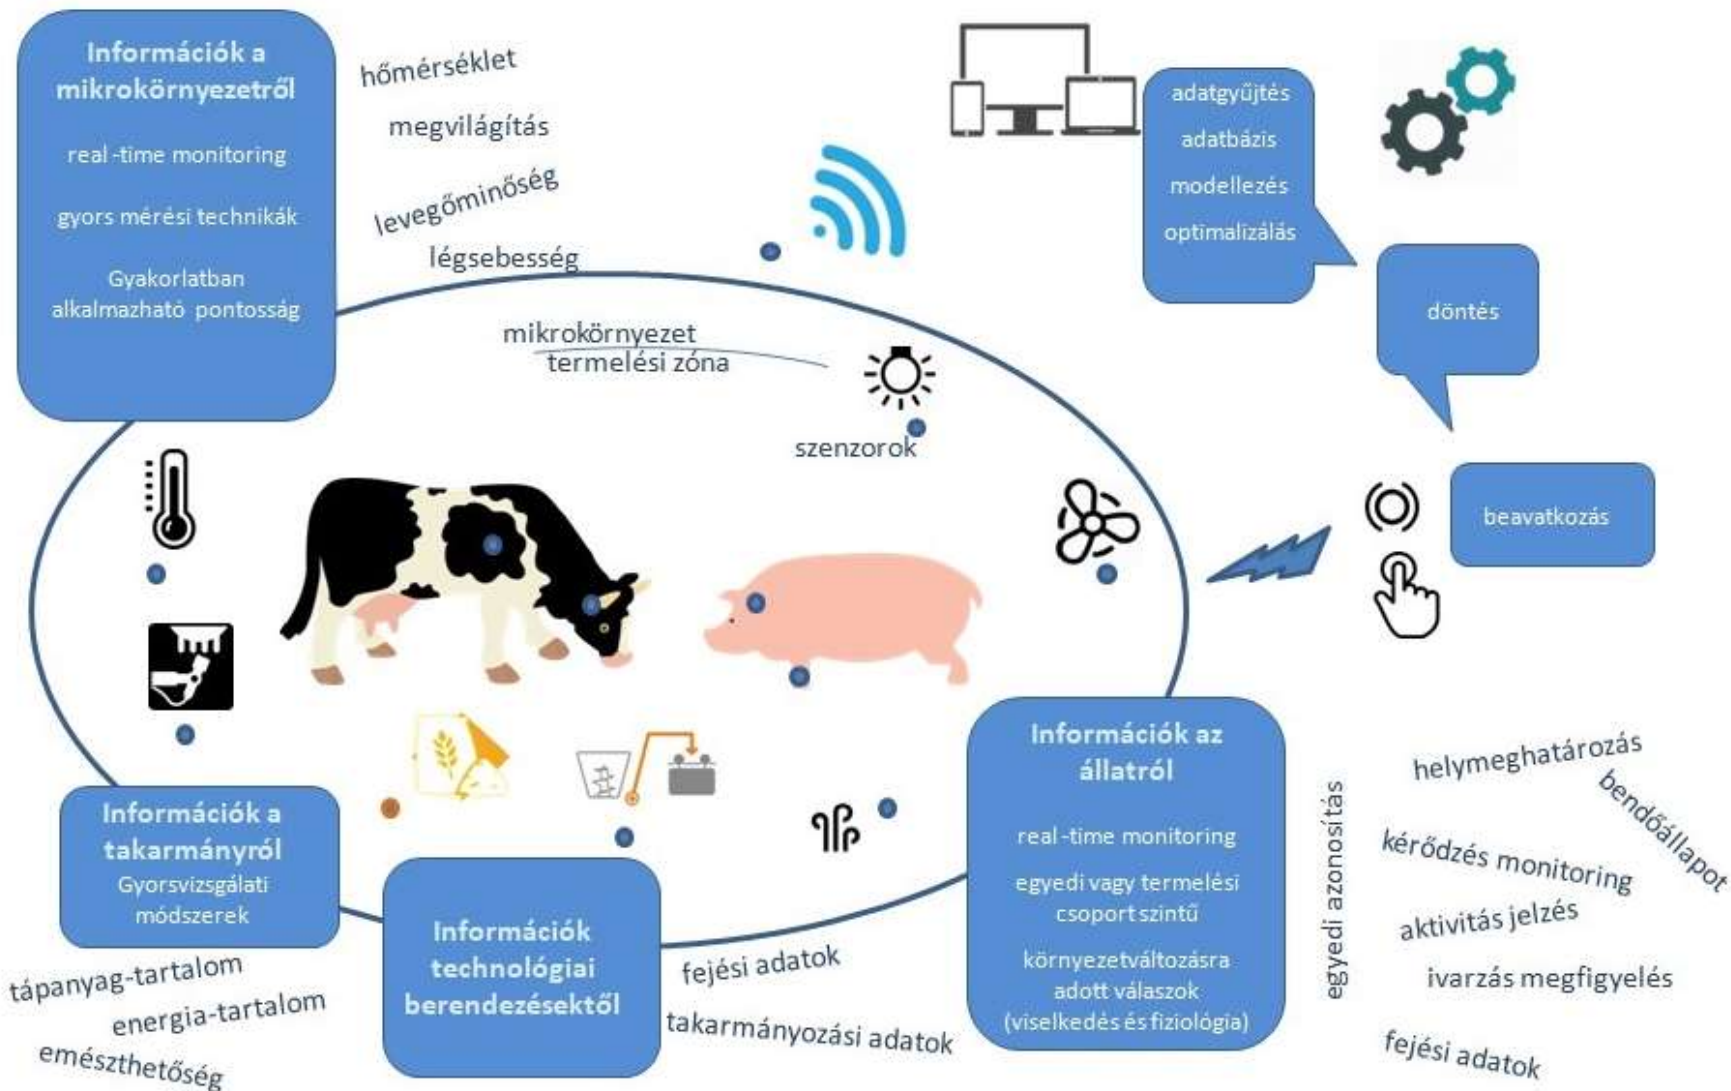 Információk a
mikrokörnyezetről
real-time monitoring
gyors mérési technikák
Gyakorlatban
alkalmazható pontosság
hőmérséklet
megvilágítás
levegőminőség
légsebesség
mikrokörnyezet
termelési zóna
szenzorok
adatgyűjtés
adatbázis
modellezés
optimalizálás
döntés
beavatkozás
Információk a
takarmányról
Gyorsvizsgálati
módszerek
tápanyag-tartalom
energia-tartalom
emészthetőség
Információk
technológiai
berendezésektől
fejési adatok
takarmányozási adatok
Információk az
állatról
real-time monitoring
egyedi vagy termelési
csoport szintű
környezetváltozásra
adott válaszok
(viselkedés és fiziológia)
egyedi azonosítás
helymeghatározás
bendőállapot
kérődzés monitoring
aktivitás jelzés
ivarzás megfigyelés
fejési adatok